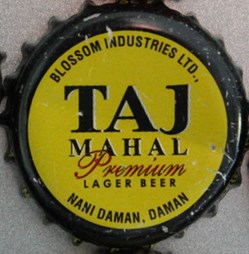 BLOSSOM INDUSTRIES LTD.,
TAJ
MAHAL
Premium
LAGER BEER
NANI DAMAN, DAMAN